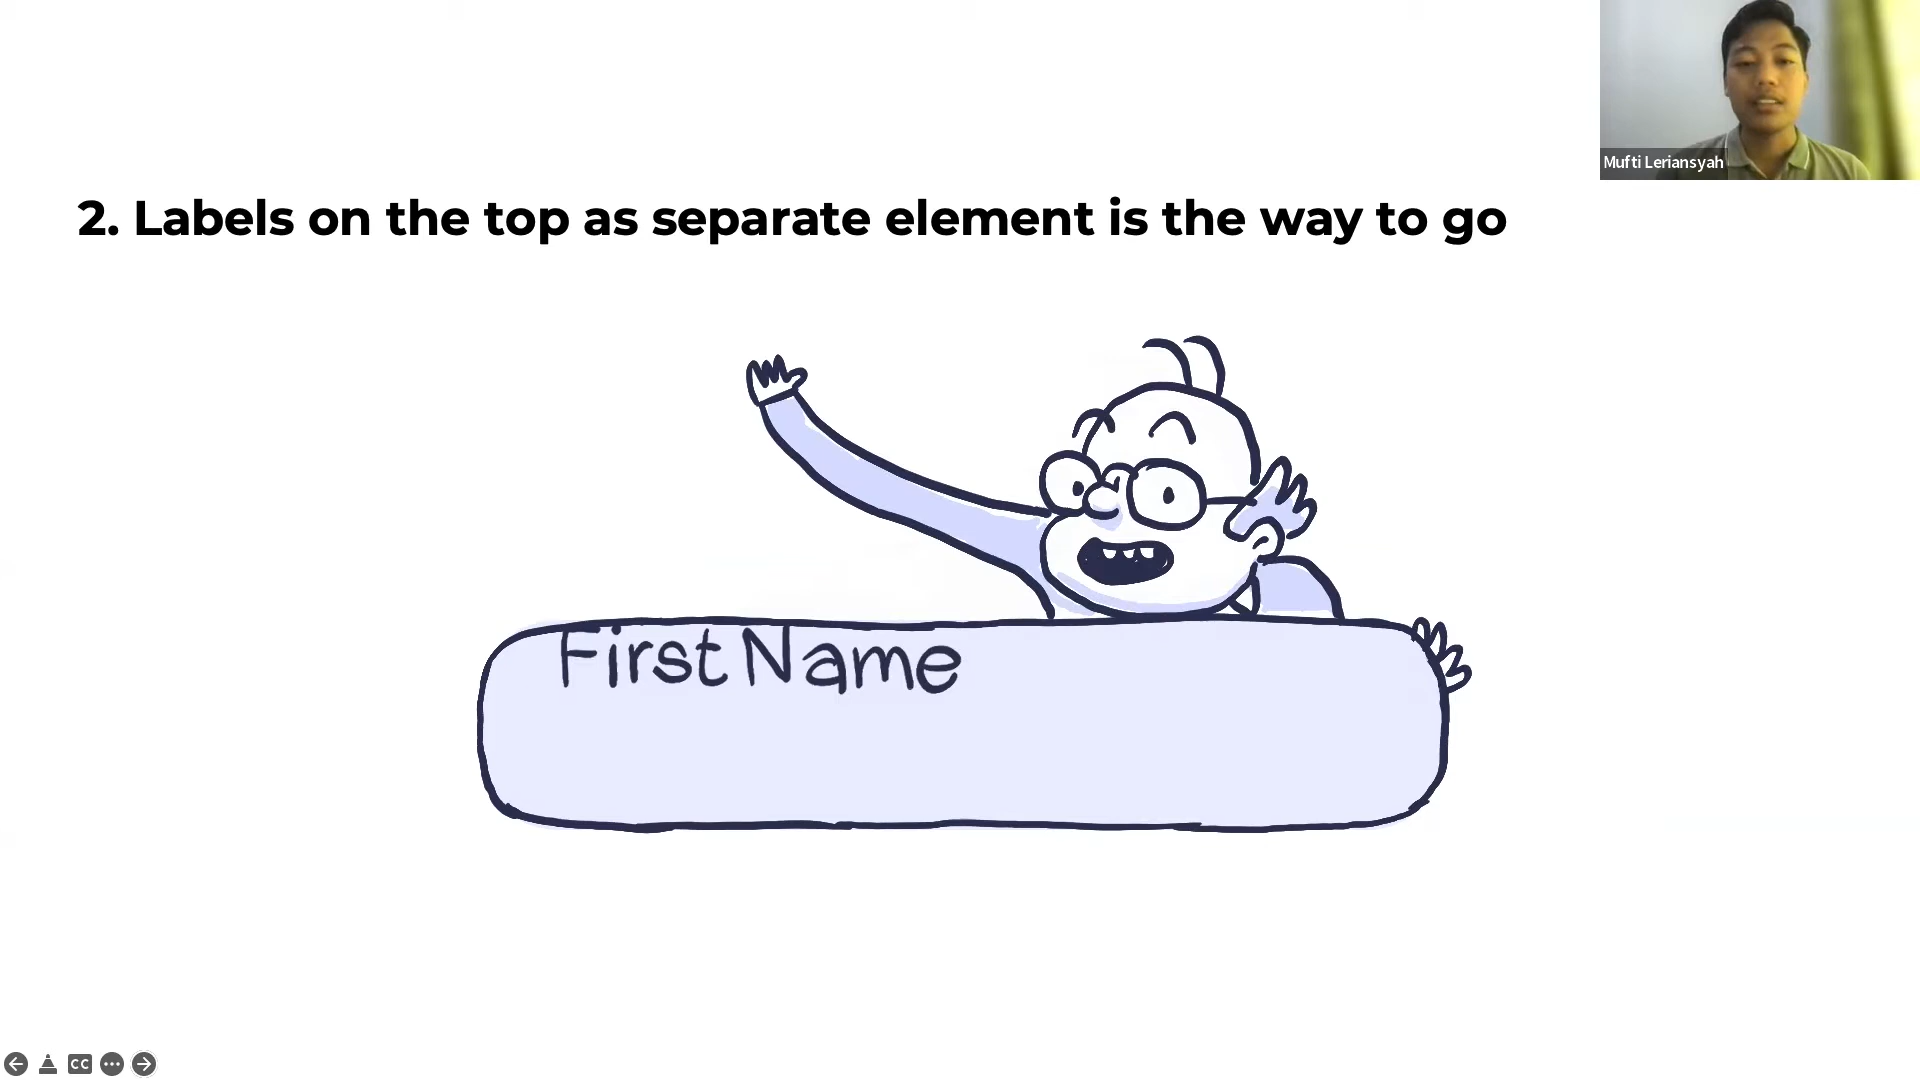 Mufti Leriansyah
2. Labels on the top as separate element is the way to go
First Name
CC